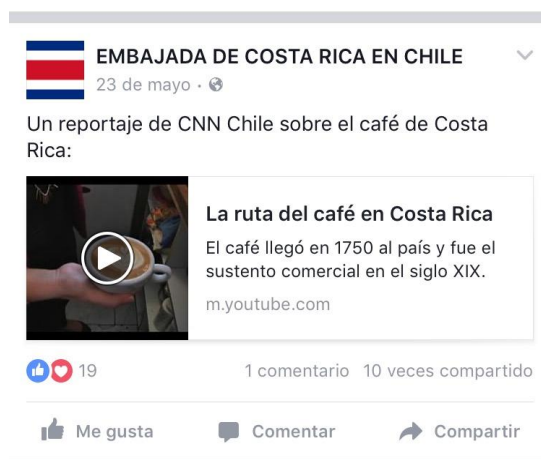 EMBAJADA DE COSTA RICA EN CHILE
23 de mayo ·
Un reportaje de CNN Chile sobre el café de Costa
Rica:
La ruta del café en Costa Rica
El café llegó en 1750 al país y fue el
sustento comercial en el siglo XIX.
m.youtube.com
19 1 comentario 10 veces compartido
Me gusta Comentar Compartir